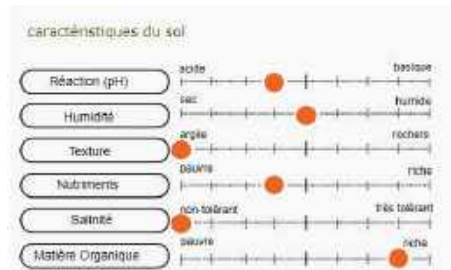 caractéristiques du sol
acide basique
Réaction (pH)
sec humide
Humidité
argile rochers
Texture
pauvre riche
Nutriments
non-tolérant très tolérant
Salinité
pauvre riche
Matière Organique